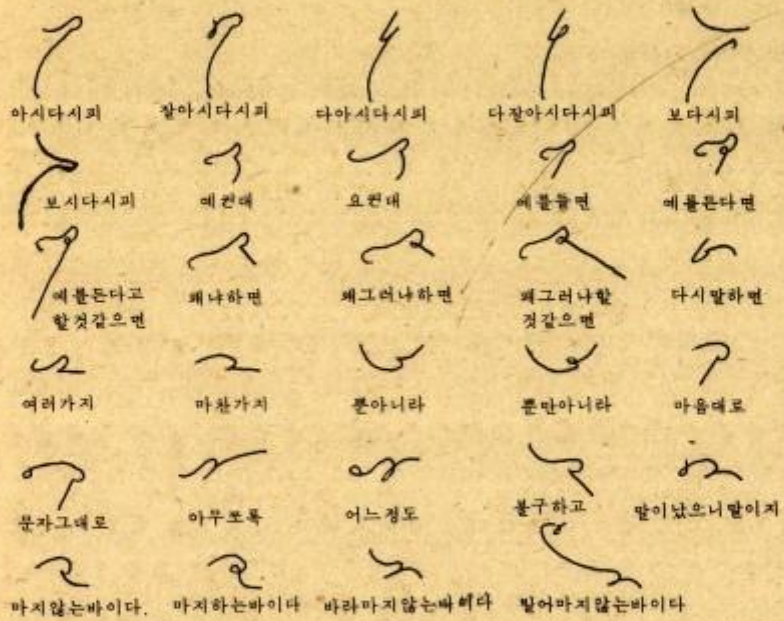 아시다시피 잘아시다시피 다아시다시피 다잘아시다시피 보다시피
보시다시피 예컨대 요컨대 예를들면 예를든다면
예를든다고 왜냐하면 왜그러냐하면 왜그러냐할 다시말하면
할것같으면 것같으면
여러가지 마찬가지 뿐아니라 뿐만아니라 마음대로
문자그대로 아무쪼록 어느정도 불구하고 말이났으니말이지
마지않는바이다. 마지하는바이다 바라마지않는바이다 빌어마지않는바이다